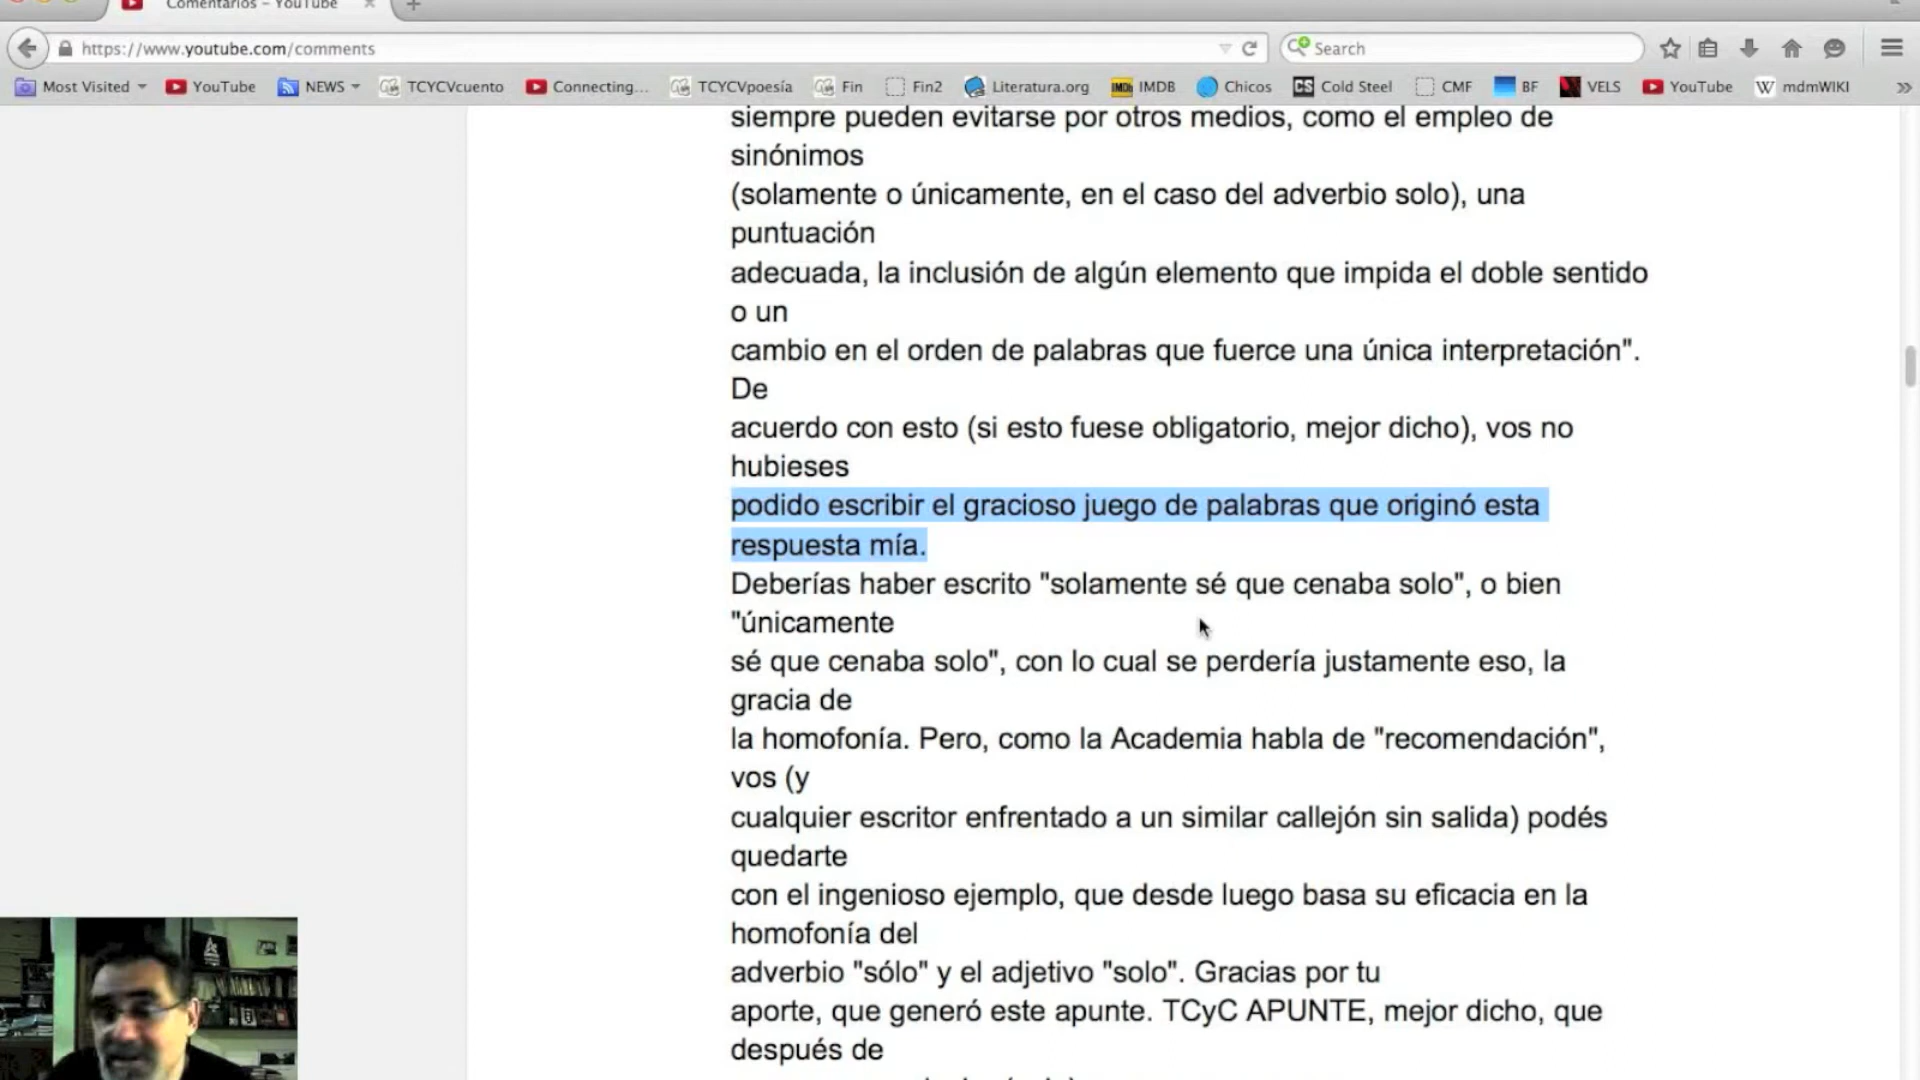 Comentarios - YouTube
https://www.youtube.com/comments
Search
Most Visited YouTube NEWS TCYCVcuento Connecting... TCYCVpoesía Fin Fin2 Literatura.org IMDB Chicos Cold Steel CMF BF VELS YouTube mdmWIKI
siempre pueden evitarse por otros medios, como el empleo de
sinónimos
(solamente o únicamente, en el caso del adverbio solo), una
puntuación
adecuada, la inclusión de algún elemento que impida el doble sentido
o un
cambio en el orden de palabras que fuerce una única interpretación".
De
acuerdo con esto (si esto fuese obligatorio, mejor dicho), vos no
hubieses
podido escribir el gracioso juego de palabras que originó esta
respuesta mía.
Deberías haber escrito "solamente sé que cenaba solo", o bien
"únicamente
sé que cenaba solo", con lo cual se perdería justamente eso, la
gracia de
la homofonía. Pero, como la Academia habla de "recomendación",
vos (y
cualquier escritor enfrentado a un similar callejón sin salida) podés
quedarte
con el ingenioso ejemplo, que desde luego basa su eficacia en la
homofonía del
adverbio "sólo" y el adjetivo "solo". Gracias por tu
aporte, que generó este apunte. TCyC APUNTE, mejor dicho, que
después de